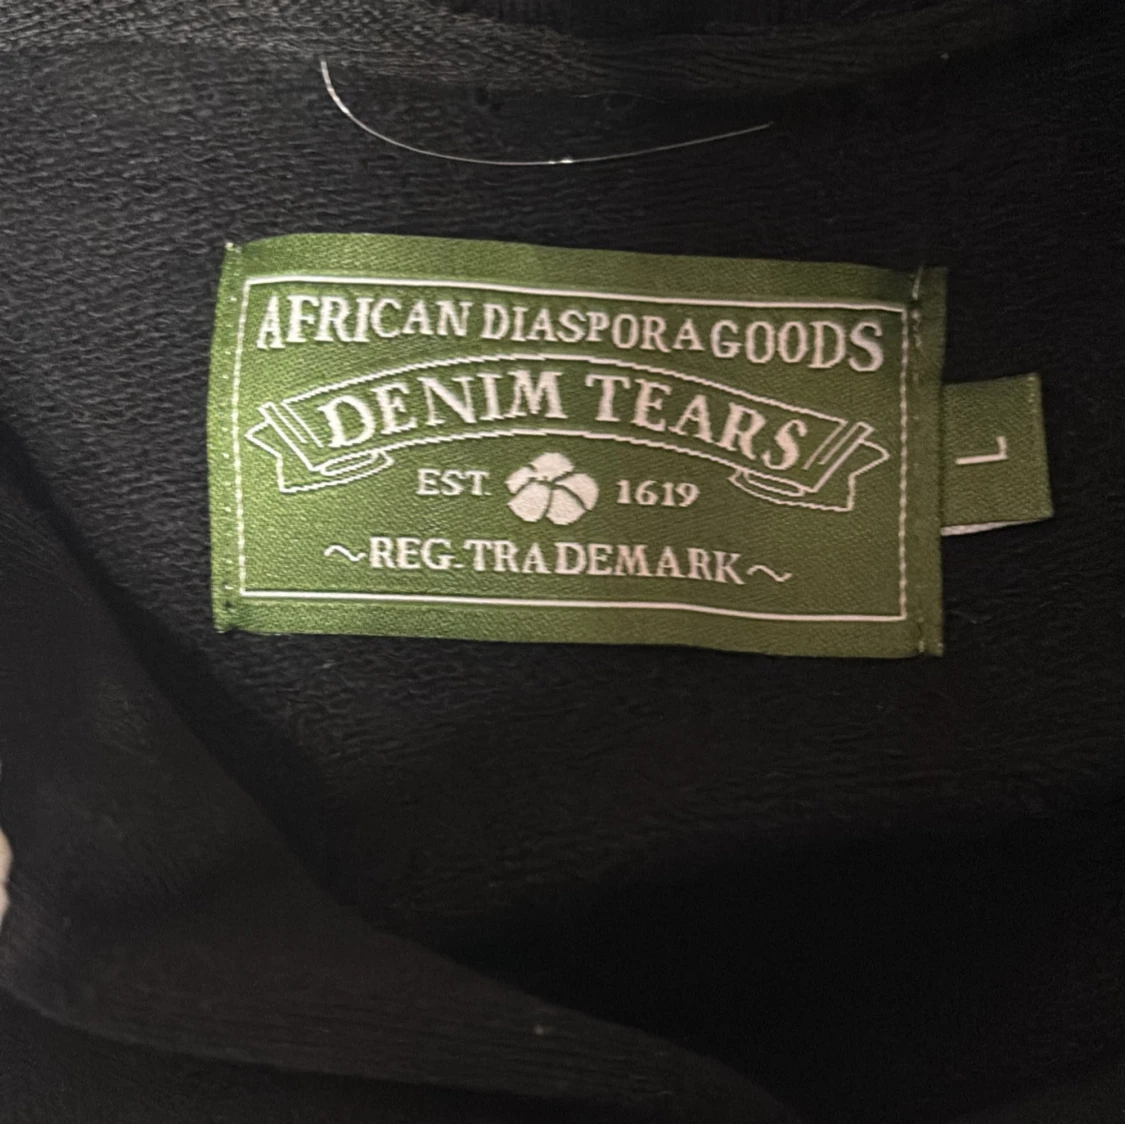 AFRICAN DIASPORA GOODS
DENIM TEARS
EST. 1619
~REG.TRADEMARK~
L